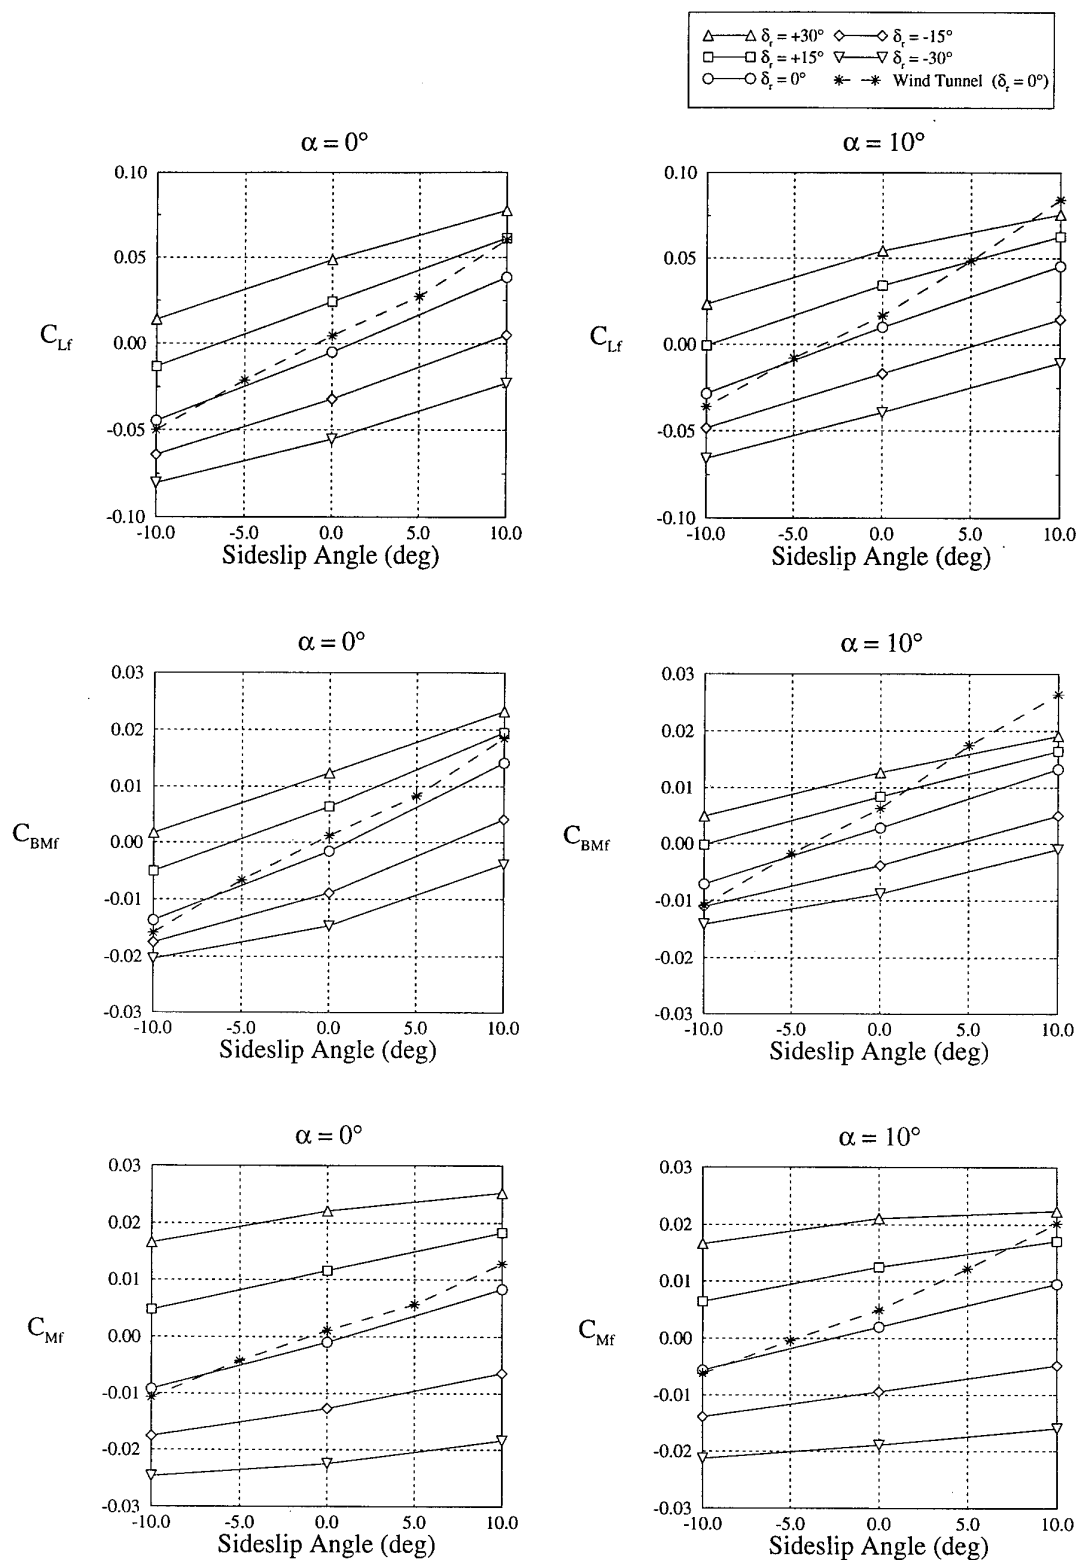 δr = +30° δr = -15°
δr = +15° δr = -30°
δr = 0° Wind Tunnel (δr = 0°)
α = 0°
0.10
0.05
0.00
-0.05
-0.10
CLf
-10.0 -5.0 0.0 5.0 10.0
Sideslip Angle (deg)
α = 10°
0.10
0.05
0.00
-0.05
-0.10
CLf
-10.0 -5.0 0.0 5.0 10.0
Sideslip Angle (deg)
α = 0°
0.03
0.02
0.01
0.00
-0.01
-0.02
-0.03
CBMf
-10.0 -5.0 0.0 5.0 10.0
Sideslip Angle (deg)
α = 10°
0.03
0.02
0.01
0.00
-0.01
-0.02
-0.03
CBMf
-10.0 -5.0 0.0 5.0 10.0
Sideslip Angle (deg)
α = 0°
0.03
0.02
0.01
0.00
-0.01
-0.02
-0.03
CMf
-10.0 -5.0 0.0 5.0 10.0
Sideslip Angle (deg)
α = 10°
0.03
0.02
0.01
0.00
-0.01
-0.02
-0.03
CMf
-10.0 -5.0 0.0 5.0 10.0
Sideslip Angle (deg)